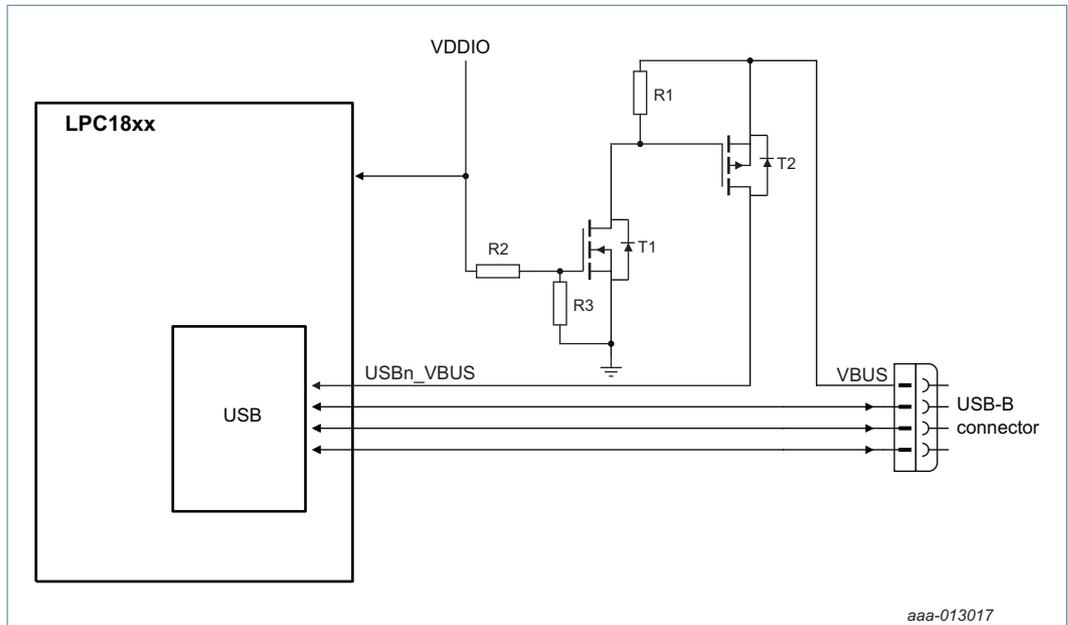 VDDIO
R1
LPC18xx
T2
R2
T1
R3
USBn_VBUS
VBUS
USB
USB-B
connector
aaa-013017